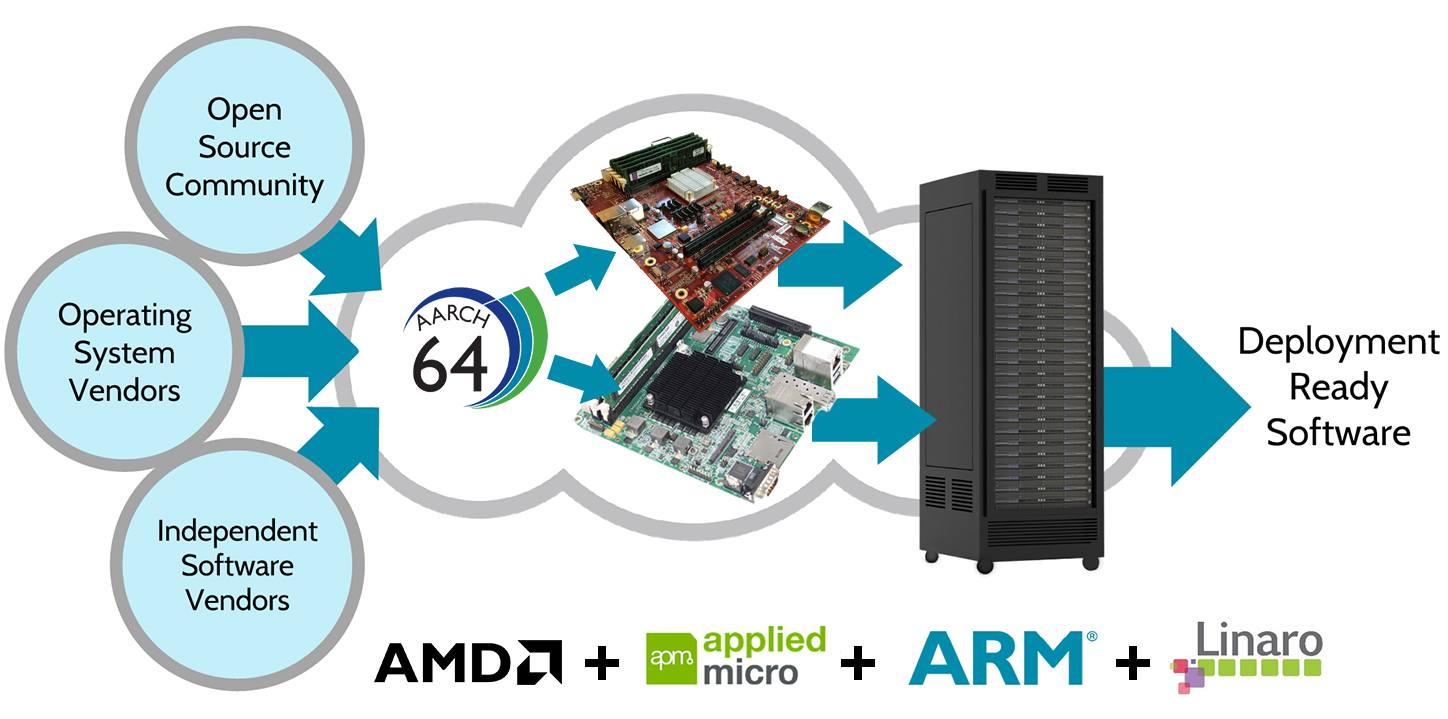 Open
Source
Community
Operating
System
Vendors
Independent
Software
Vendors
AARCH
64
Deployment
Ready
Software
AMD + apm applied micro + ARM® + Linaro